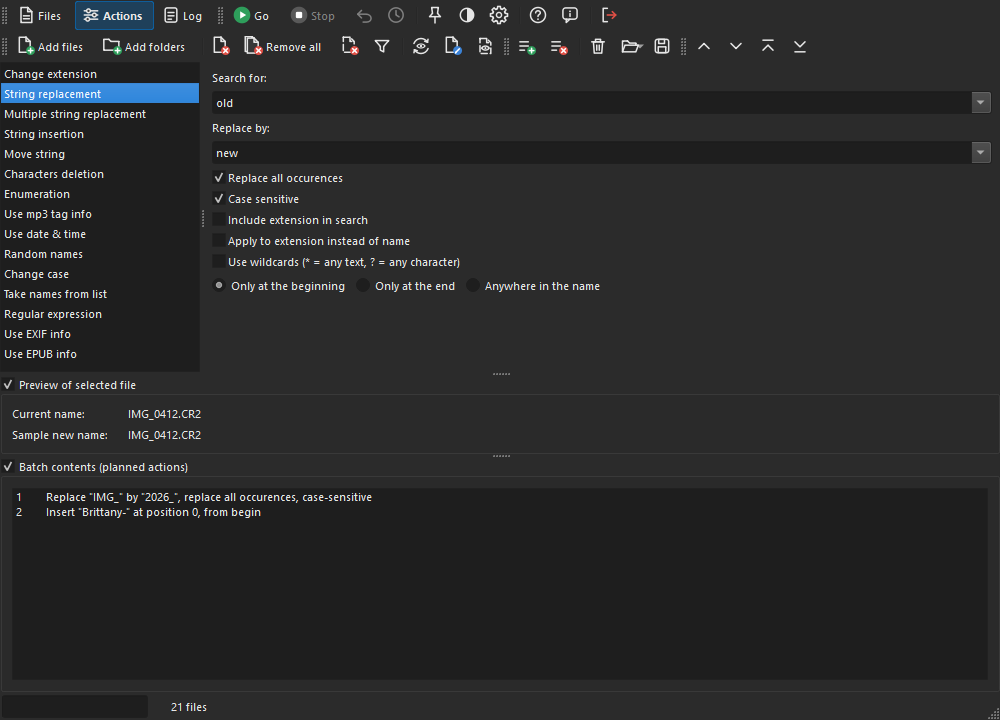 Files Actions Log Go Stop
Add files Add folders Remove all
Change extension
String replacement
Multiple string replacement
String insertion
Move string
Characters deletion
Enumeration
Use mp3 tag info
Use date & time
Random names
Change case
Take names from list
Regular expression
Use EXIF info
Use EPUB info
Search for:
old
Replace by:
new
Replace all occurences
Case sensitive
Include extension in search
Apply to extension instead of name
Use wildcards (* = any text, ? = any character)
Only at the beginning Only at the end Anywhere in the name
Preview of selected file
Current name: IMG_0412.CR2
Sample new name: IMG_0412.CR2
Batch contents (planned actions)
1 Replace "IMG_" by "2026_", replace all occurences, case-sensitive
2 Insert "Brittany-" at position 0, from begin
21 files